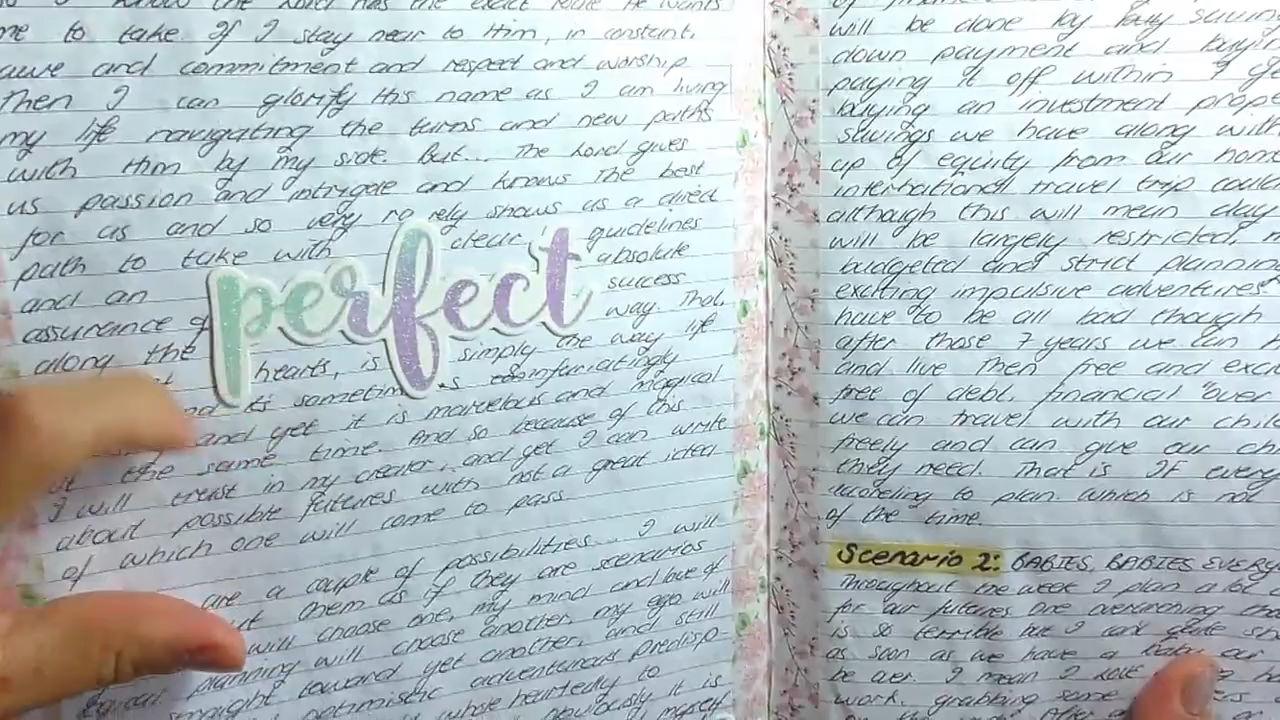 me to take If I stay near to Him, in constant.
awe and commitment and respect and worship
Then I can glorify His name as I am living
my life navigating the turns and new paths
with Him by my side. But... The Lord gives
us passion and intrigate and knows The best
for us and so very ra rely shows us a direct
path to take with clear guidelines
and an absolute
assurance of success
along the way. That,
perfect
hearts, is simply the way life
it's sometimes so infuriatingly
and yet it is marvelous and magical
at the same time. And so because of this
I will trust in my creator, and yet I can write
about possible futures with not a great idea
of which one will come to pass.
are a couple of possibilities... I will
them as if they are scenarios
will choose one, my mind and love of
planning will choose another, my ego will
straight toward yet another, and still
optimistic adventurous predisp-
whole heartedly to
obviously it is
myself
will be done by
down payment and
paying it off within 7
buying an investment
savings we have along with
up of equity from our
international travel trip
although this will mean day
will be largely restricted,
budgeted and strict planning
exciting impulsive adventures
have to be all bad though
after those 7 years we can
and live then free and
free of debt, financial "over
we can travel with our
freely and can give our
they need. That is IF every
according to plan. which is not
of the time.
Scenario 2: BABIES, BABIES
Throughout the week I plan a lot
for our futures are overarching
is so terrible but I can't quite
as soon as we have a baby our
be over. I mean I
work, grabbing some